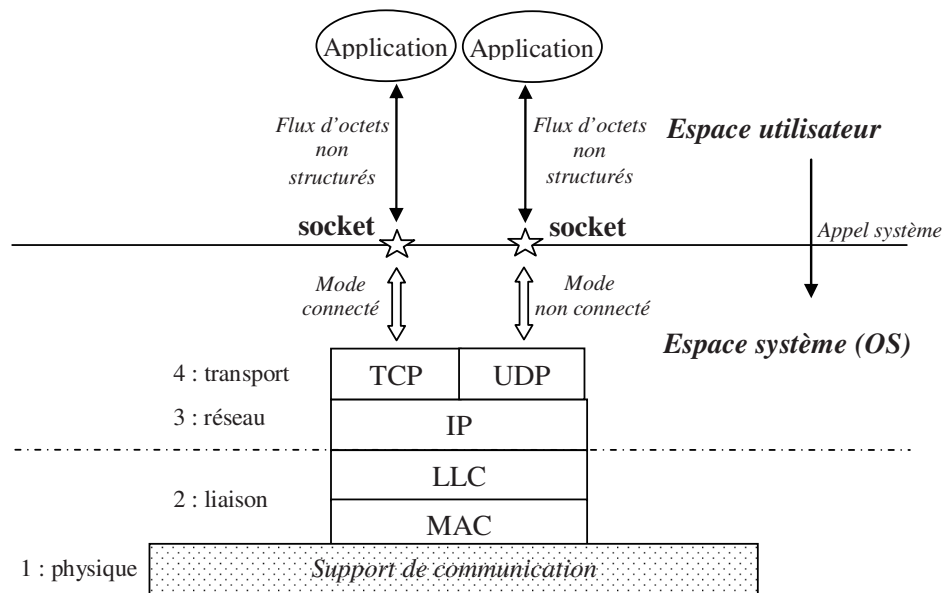 Application
Application
Flux d'octets
non
structurés
Flux d'octets
non
structurés
Espace utilisateur
socket
socket
Appel système
Mode
connecté
Mode
non connecté
Espace système (OS)
4 : transport
TCP
UDP
3 : réseau
IP
LLC
2 : liaison
MAC
1 : physique
Support de communication